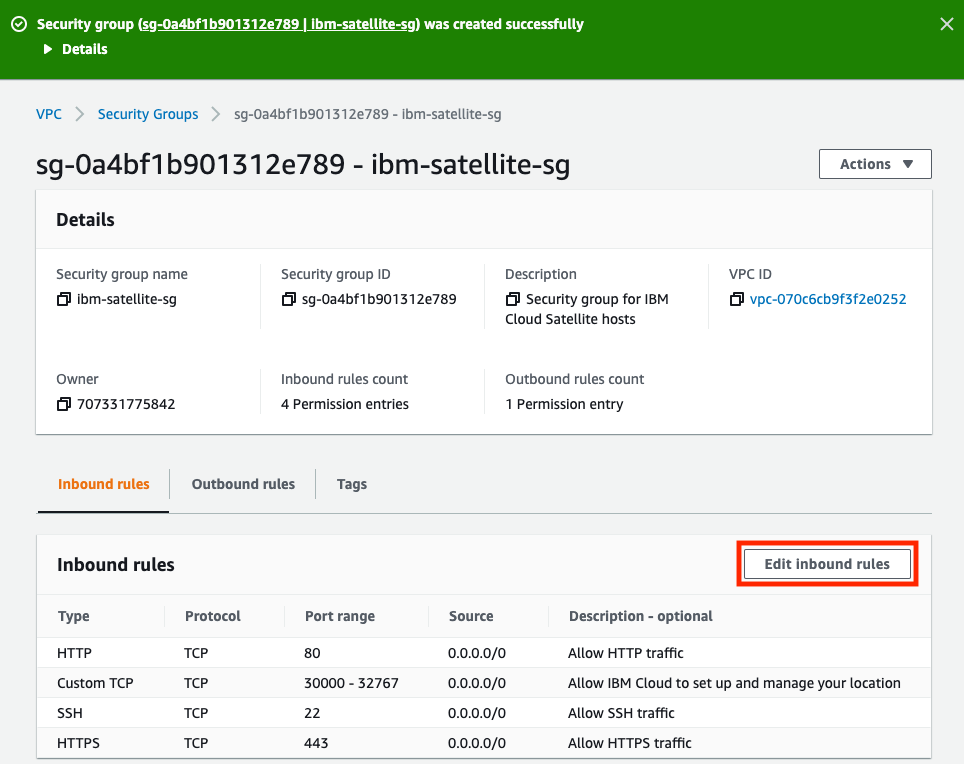 Security group (sg-0a4bf1b901312e789 | ibm-satellite-sg) was created successfully
Details
VPC Security Groups sg-0a4bf1b901312e789 - ibm-satellite-sg
sg-0a4bf1b901312e789 - ibm-satellite-sg
Actions
Details
Security group name
ibm-satellite-sg
Security group ID
sg-0a4bf1b901312e789
Description
Security group for IBM
Cloud Satellite hosts
VPC ID
vpc-070c6cb9f3f2e0252
Owner
707331775842
Inbound rules count
4 Permission entries
Outbound rules count
1 Permission entry
Inbound rules Outbound rules Tags
Inbound rules
Edit inbound rules
Type Protocol Port range Source Description - optional
HTTP TCP 80 0.0.0.0/0 Allow HTTP traffic
Custom TCP TCP 30000 - 32767 0.0.0.0/0 Allow IBM Cloud to set up and manage your location
SSH TCP 22 0.0.0.0/0 Allow SSH traffic
HTTPS TCP 443 0.0.0.0/0 Allow HTTPS traffic